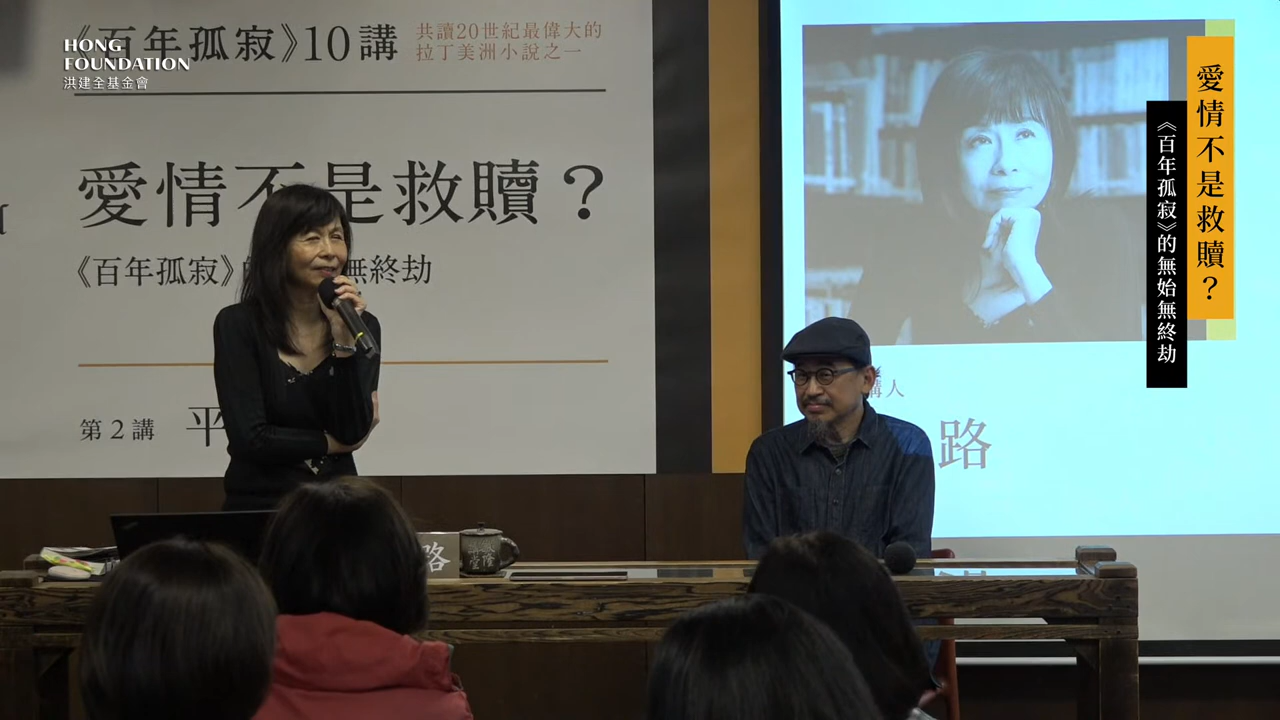 《百年孤寂》10講
共讀20世紀最偉大的
拉丁美洲小說之一
HONG
FOUNDATION
洪建全基金會
愛情不是救贖？
《百年孤寂》的 無終劫
第2講 平
講人
路
路
愛情不是救贖？
《百年孤寂》的無始無終劫